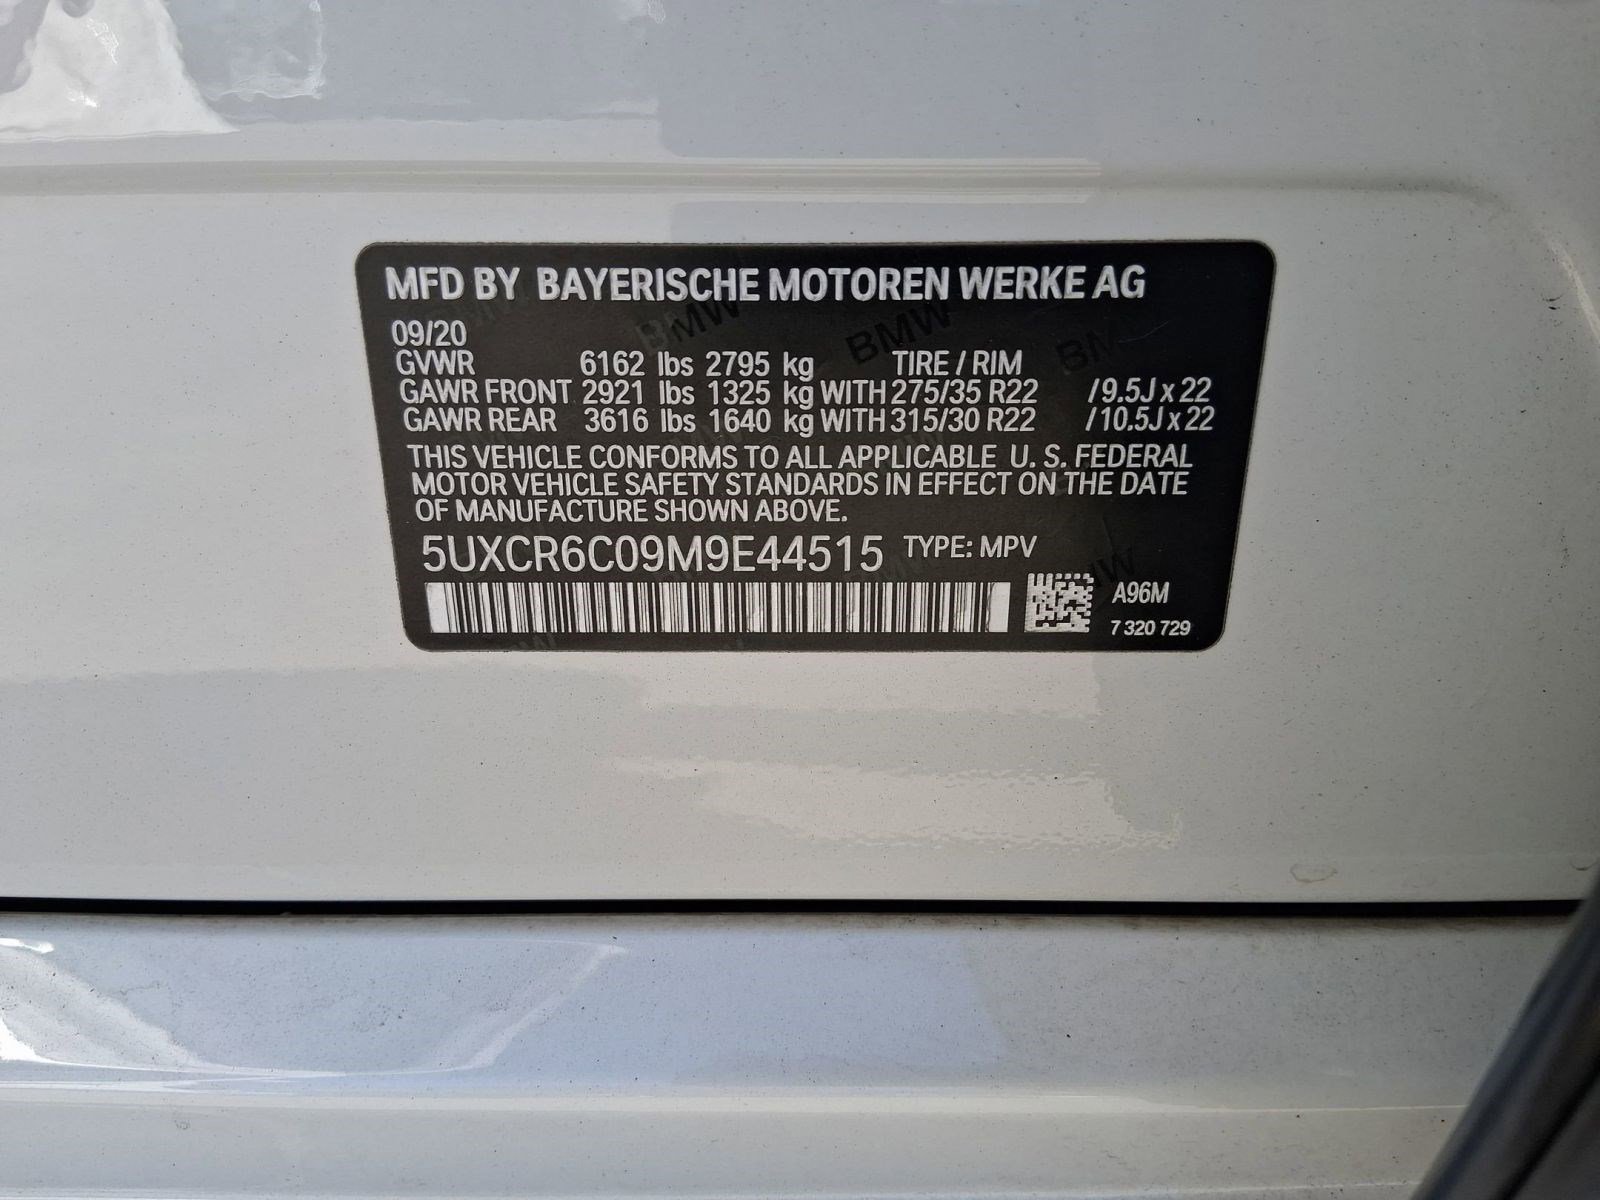 MFD BY BAYERISCHE MOTOREN WERKE AG
09/20
GVWR 6162 lbs 2795 kg TIRE / RIM
GAWR FRONT 2921 lbs 1325 kg WITH 275/35 R22 / 9.5J x 22
GAWR REAR 3616 lbs 1640 kg WITH 315/30 R22 / 10.5J x 22
THIS VEHICLE CONFORMS TO ALL APPLICABLE U. S. FEDERAL
MOTOR VEHICLE SAFETY STANDARDS IN EFFECT ON THE DATE
OF MANUFACTURE SHOWN ABOVE.
5UXCR6C09M9E44515 TYPE: MPV
A96M
7 320 729